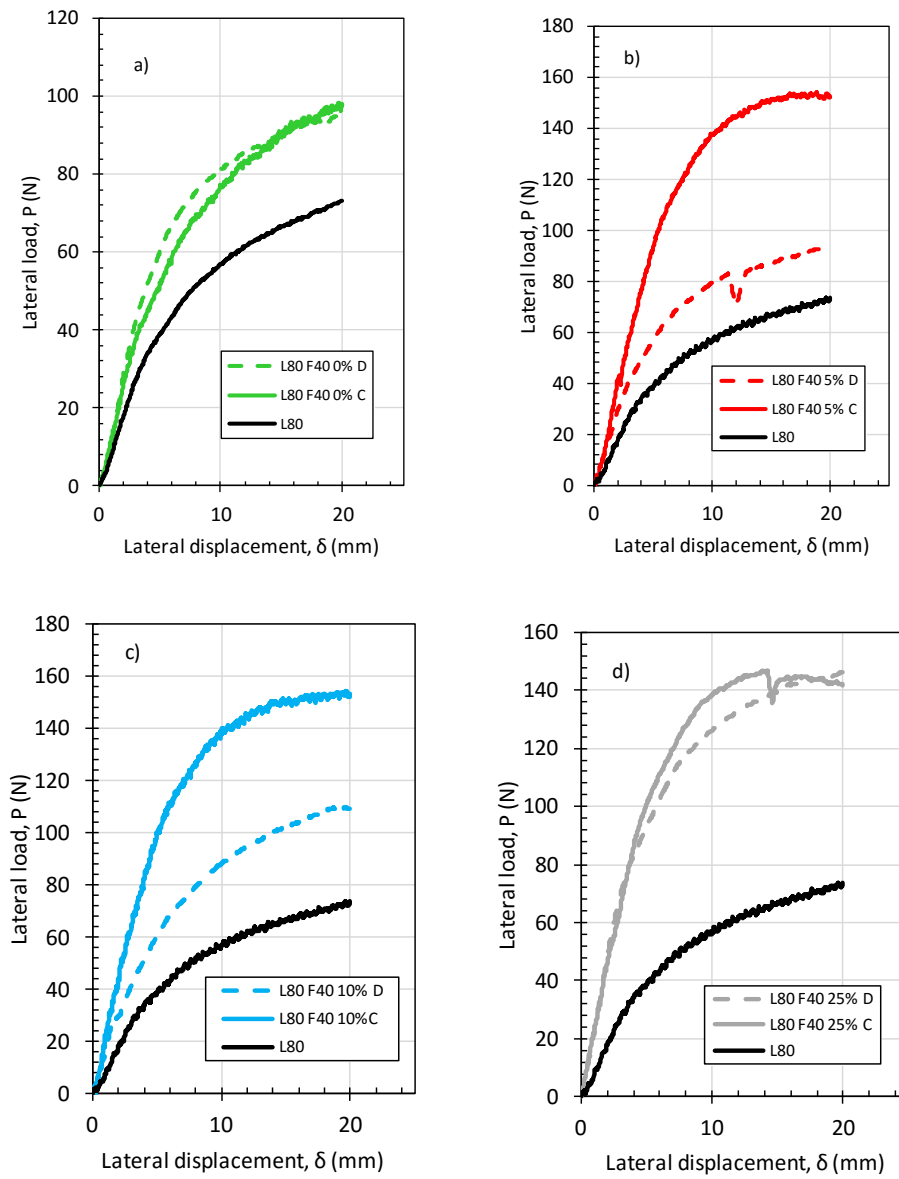 a)
120
100
80
60
40
20
0
Lateral load, P (N)
L80 F40 0% D
L80 F40 0% C
L80
0 10 20
Lateral displacement, δ (mm)
b)
180
160
140
120
100
80
60
40
20
0
Lateral load, P (N)
L80 F40 5% D
L80 F40 5% C
L80
0 10 20
Lateral displacement, δ (mm)
c)
180
160
140
120
100
80
60
40
20
0
Lateral load, P (N)
L80 F40 10% D
L80 F40 10%C
L80
0 10 20
Lateral displacement, δ (mm)
d)
160
140
120
100
80
60
40
20
0
Lateral load, P (N)
L80 F40 25% D
L80 F40 25% C
L80
0 10 20
Lateral displacement, δ (mm)